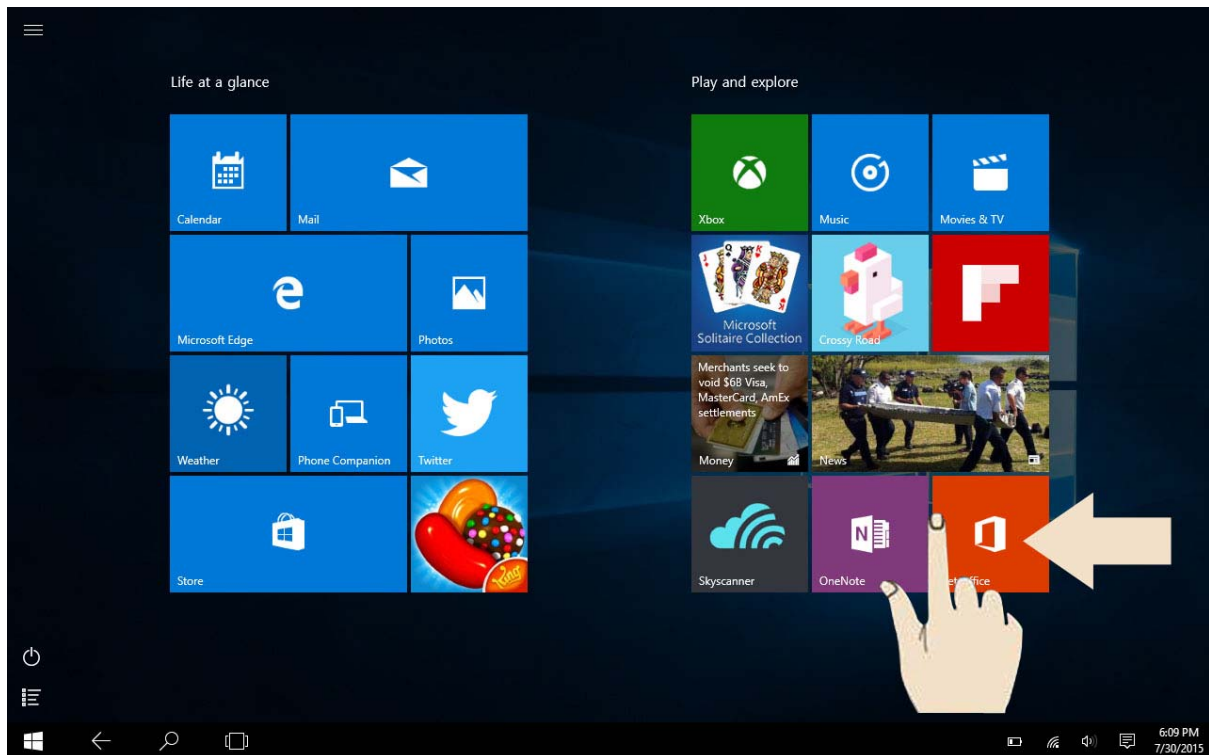 Life at a glance
Play and explore
Calendar
Mail
Xbox
Music
Movies & TV
Microsoft Edge
Photos
Microsoft
Solitaire Collection
Crossy Road
Merchants seek to
void $6B Visa,
MasterCard, AmEx
settlements
Weather
Phone Companion
Twitter
Money
News
King
Store
Skyscanner
N
OneNote
6:09 PM
7/30/2015